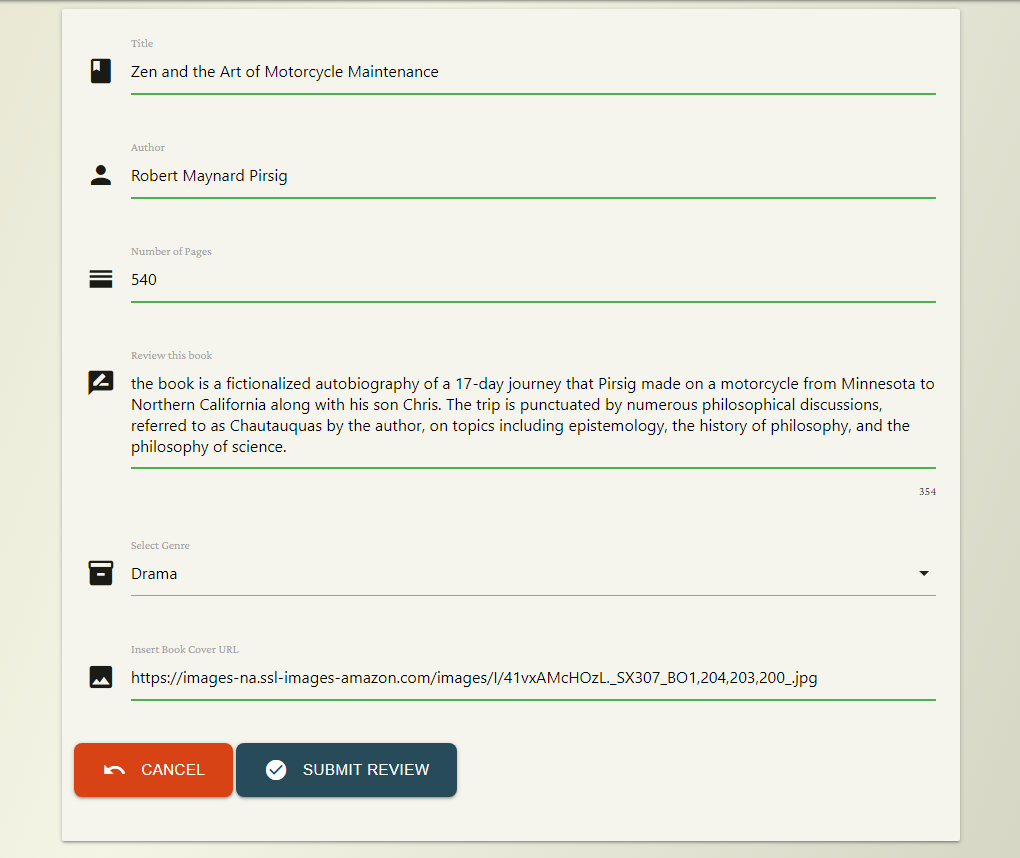 Title
Zen and the Art of Motorcycle Maintenance
Author
Robert Maynard Pirsig
Number of Pages
540
Review this book
the book is a fictionalized autobiography of a 17-day journey that Pirsig made on a motorcycle from Minnesota to
Northern California along with his son Chris. The trip is punctuated by numerous philosophical discussions,
referred to as Chautauquas by the author, on topics including epistemology, the history of philosophy, and the
philosophy of science.
354
Select Genre
Drama
Insert Book Cover URL
https://images-na.ssl-images-amazon.com/images/I/41vxAMcHOzL._SX307_BO1,204,203,200_.jpg
CANCEL
SUBMIT REVIEW